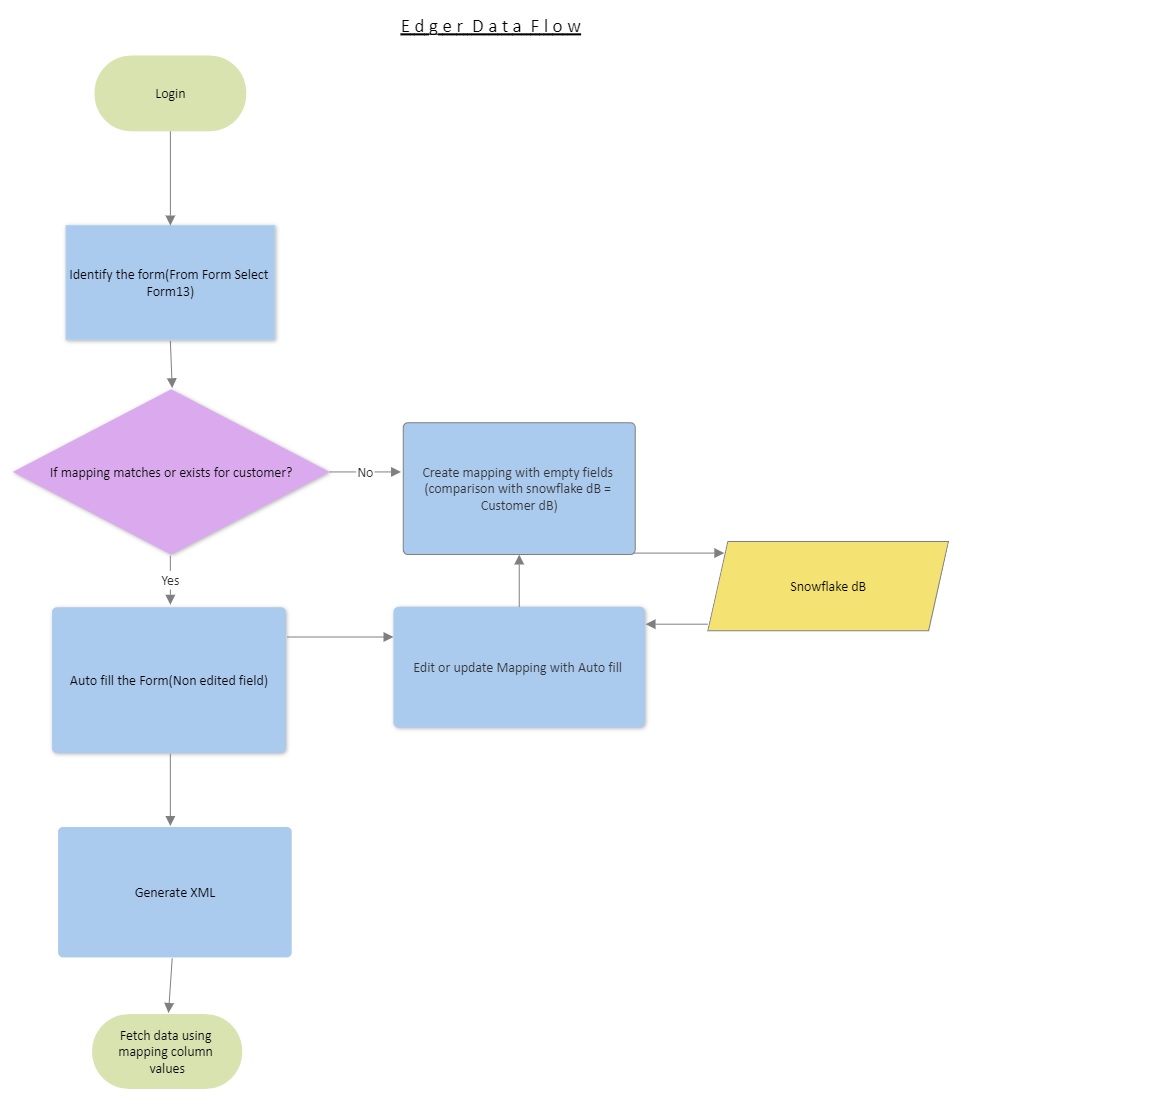 Edger Data Flow
Login
Identify the form(From Form Select
Form13)
If mapping matches or exists for customer?
No
Create mapping with empty fields
(comparison with snowflake dB =
Customer dB)
Snowflake dB
Yes
Auto fill the Form(Non edited field)
Edit or update Mapping with Auto fill
Generate XML
Fetch data using
mapping column
values